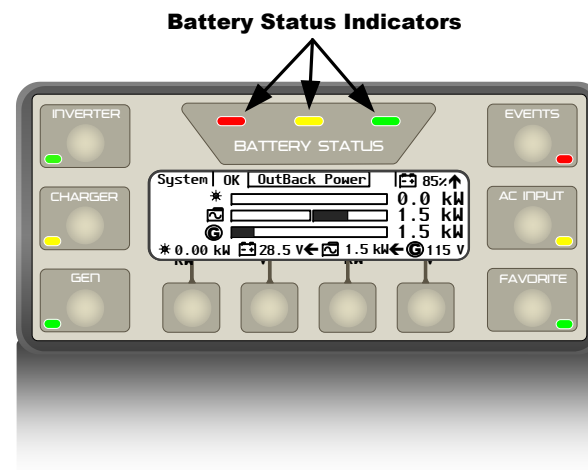 Battery Status Indicators
INVERTER
EVENTS
BATTERY STATUS
System OK OutBack Power 85%
CHARGER
0.0 kW
AC INPUT
1.5 kW
G 1.5 kW
0.00 kW 28.5 V 1.5 kW G 115 V
GEN
FAVORITE